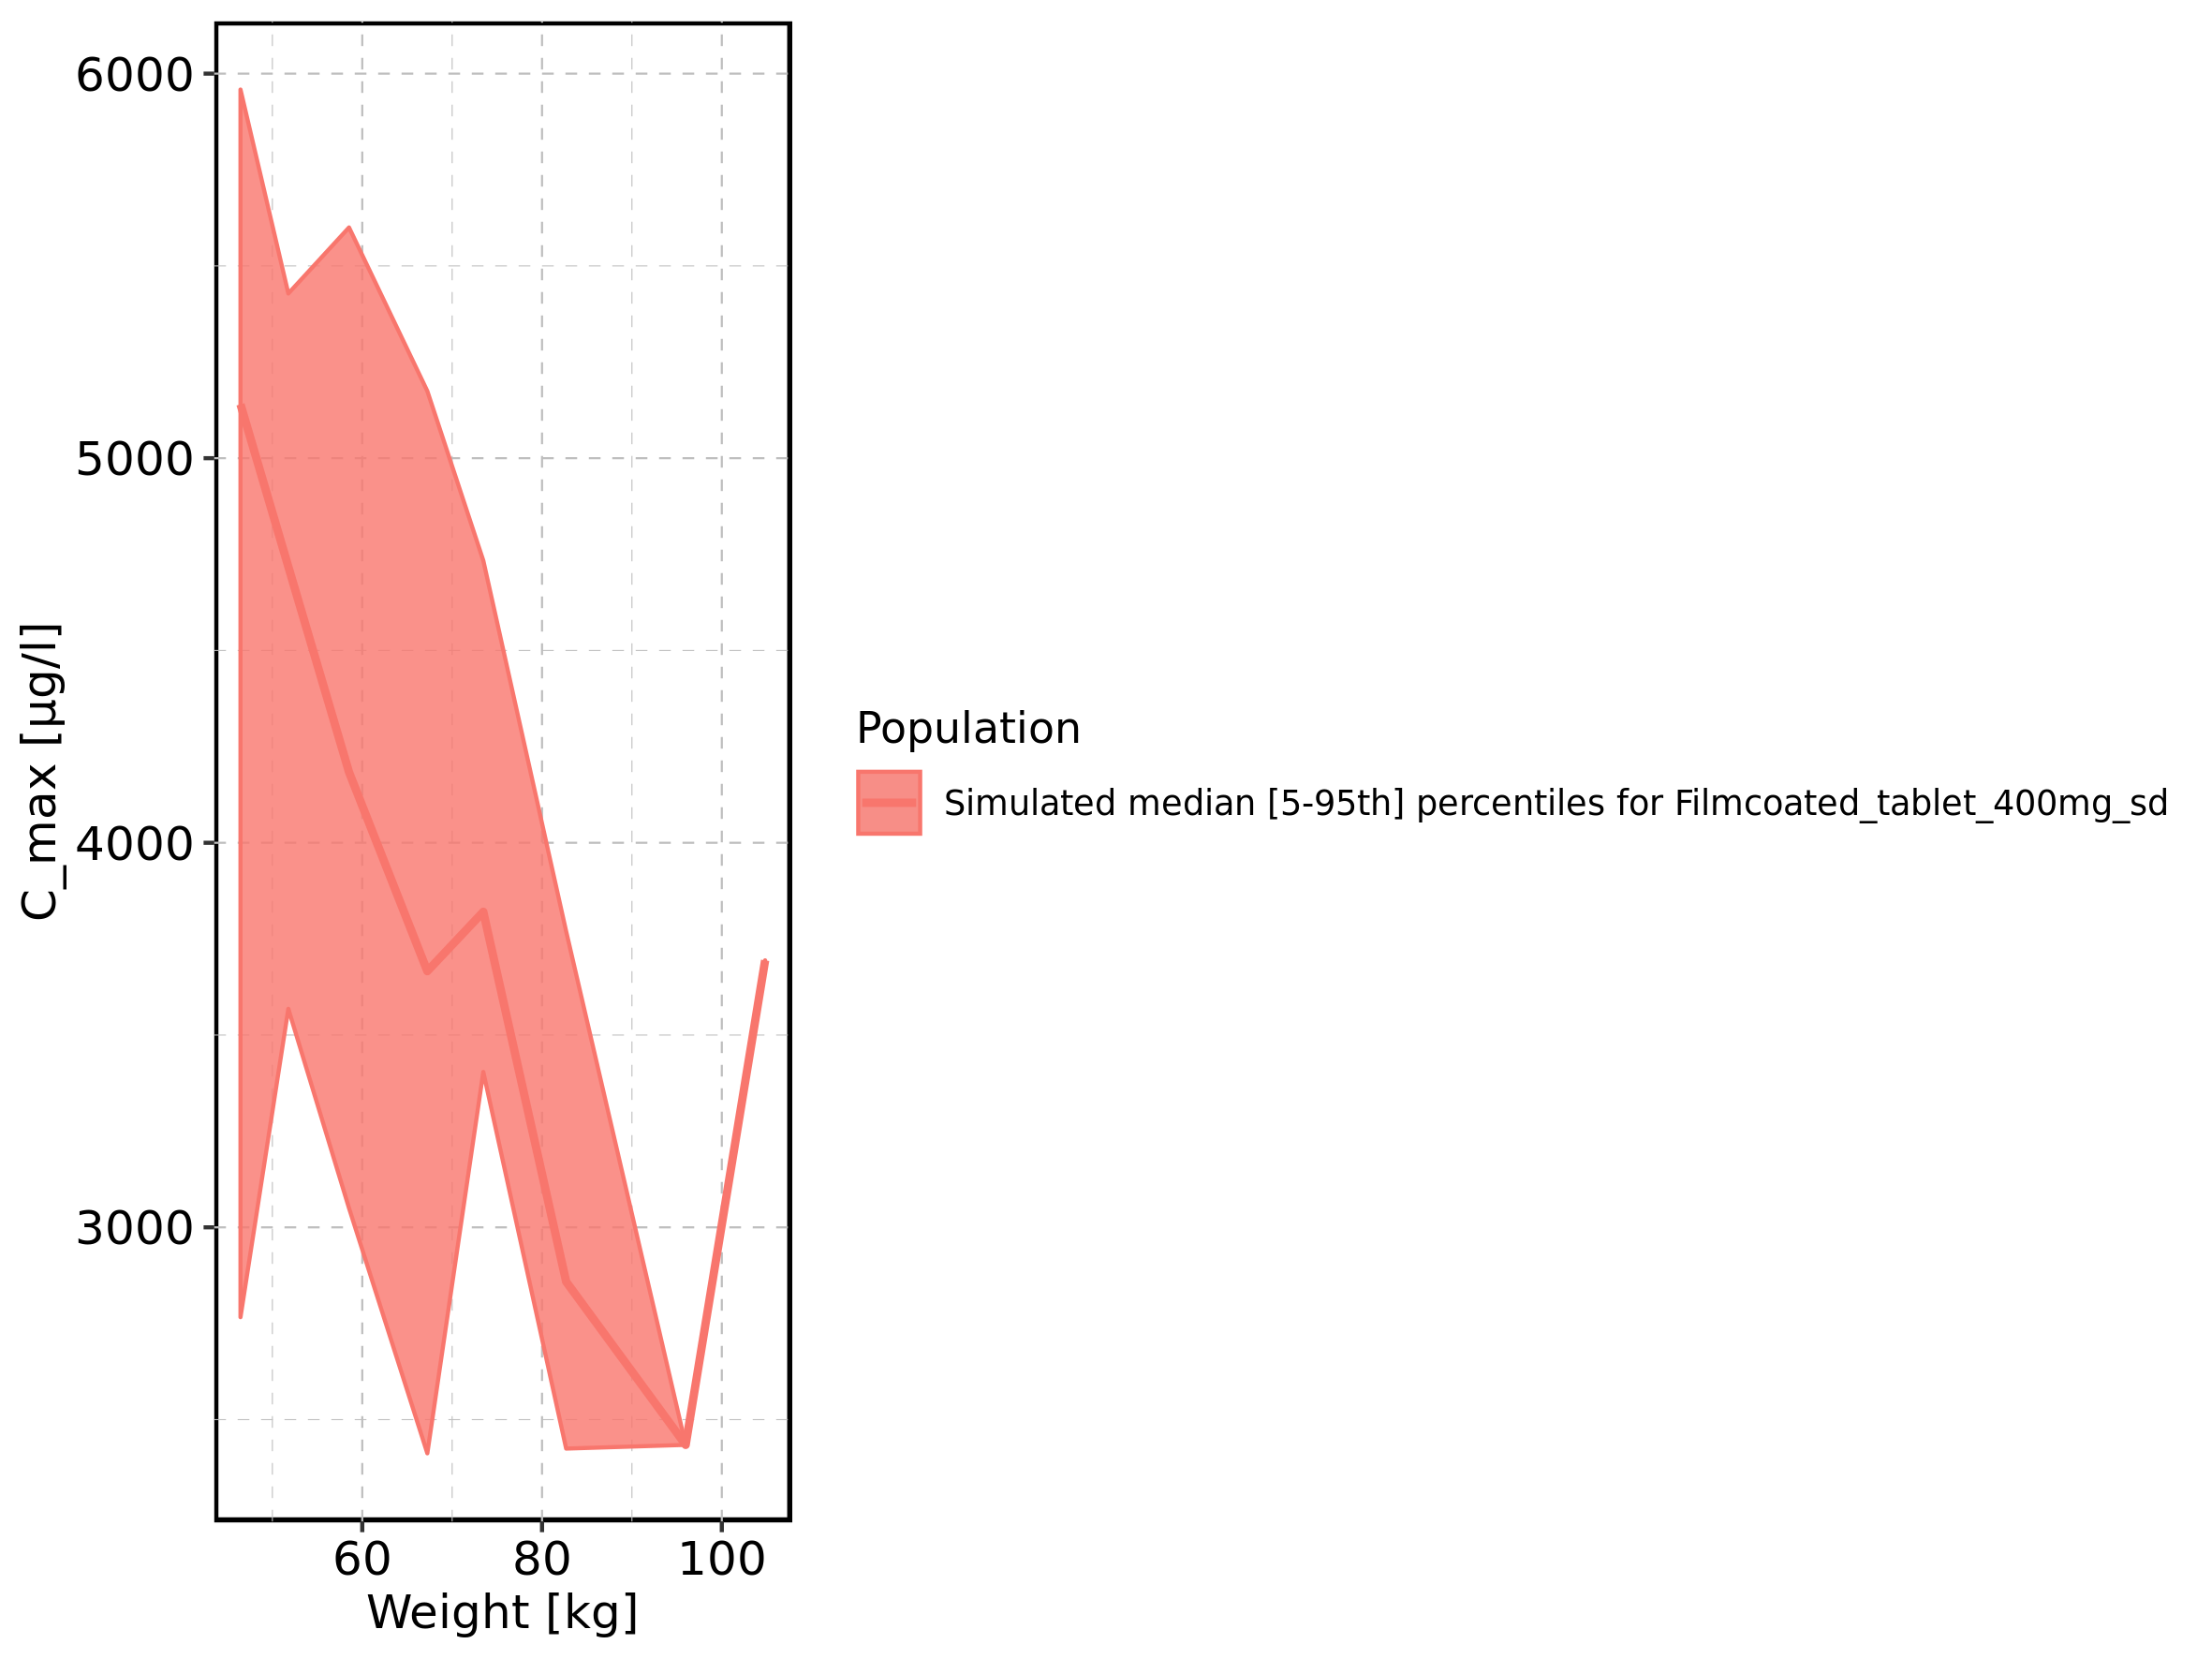 6000
5000
4000
3000
C_max [µg/l]
60 80 100
Weight [kg]
Population
Simulated median [5-95th] percentiles for Filmcoated_tablet_400mg_sd